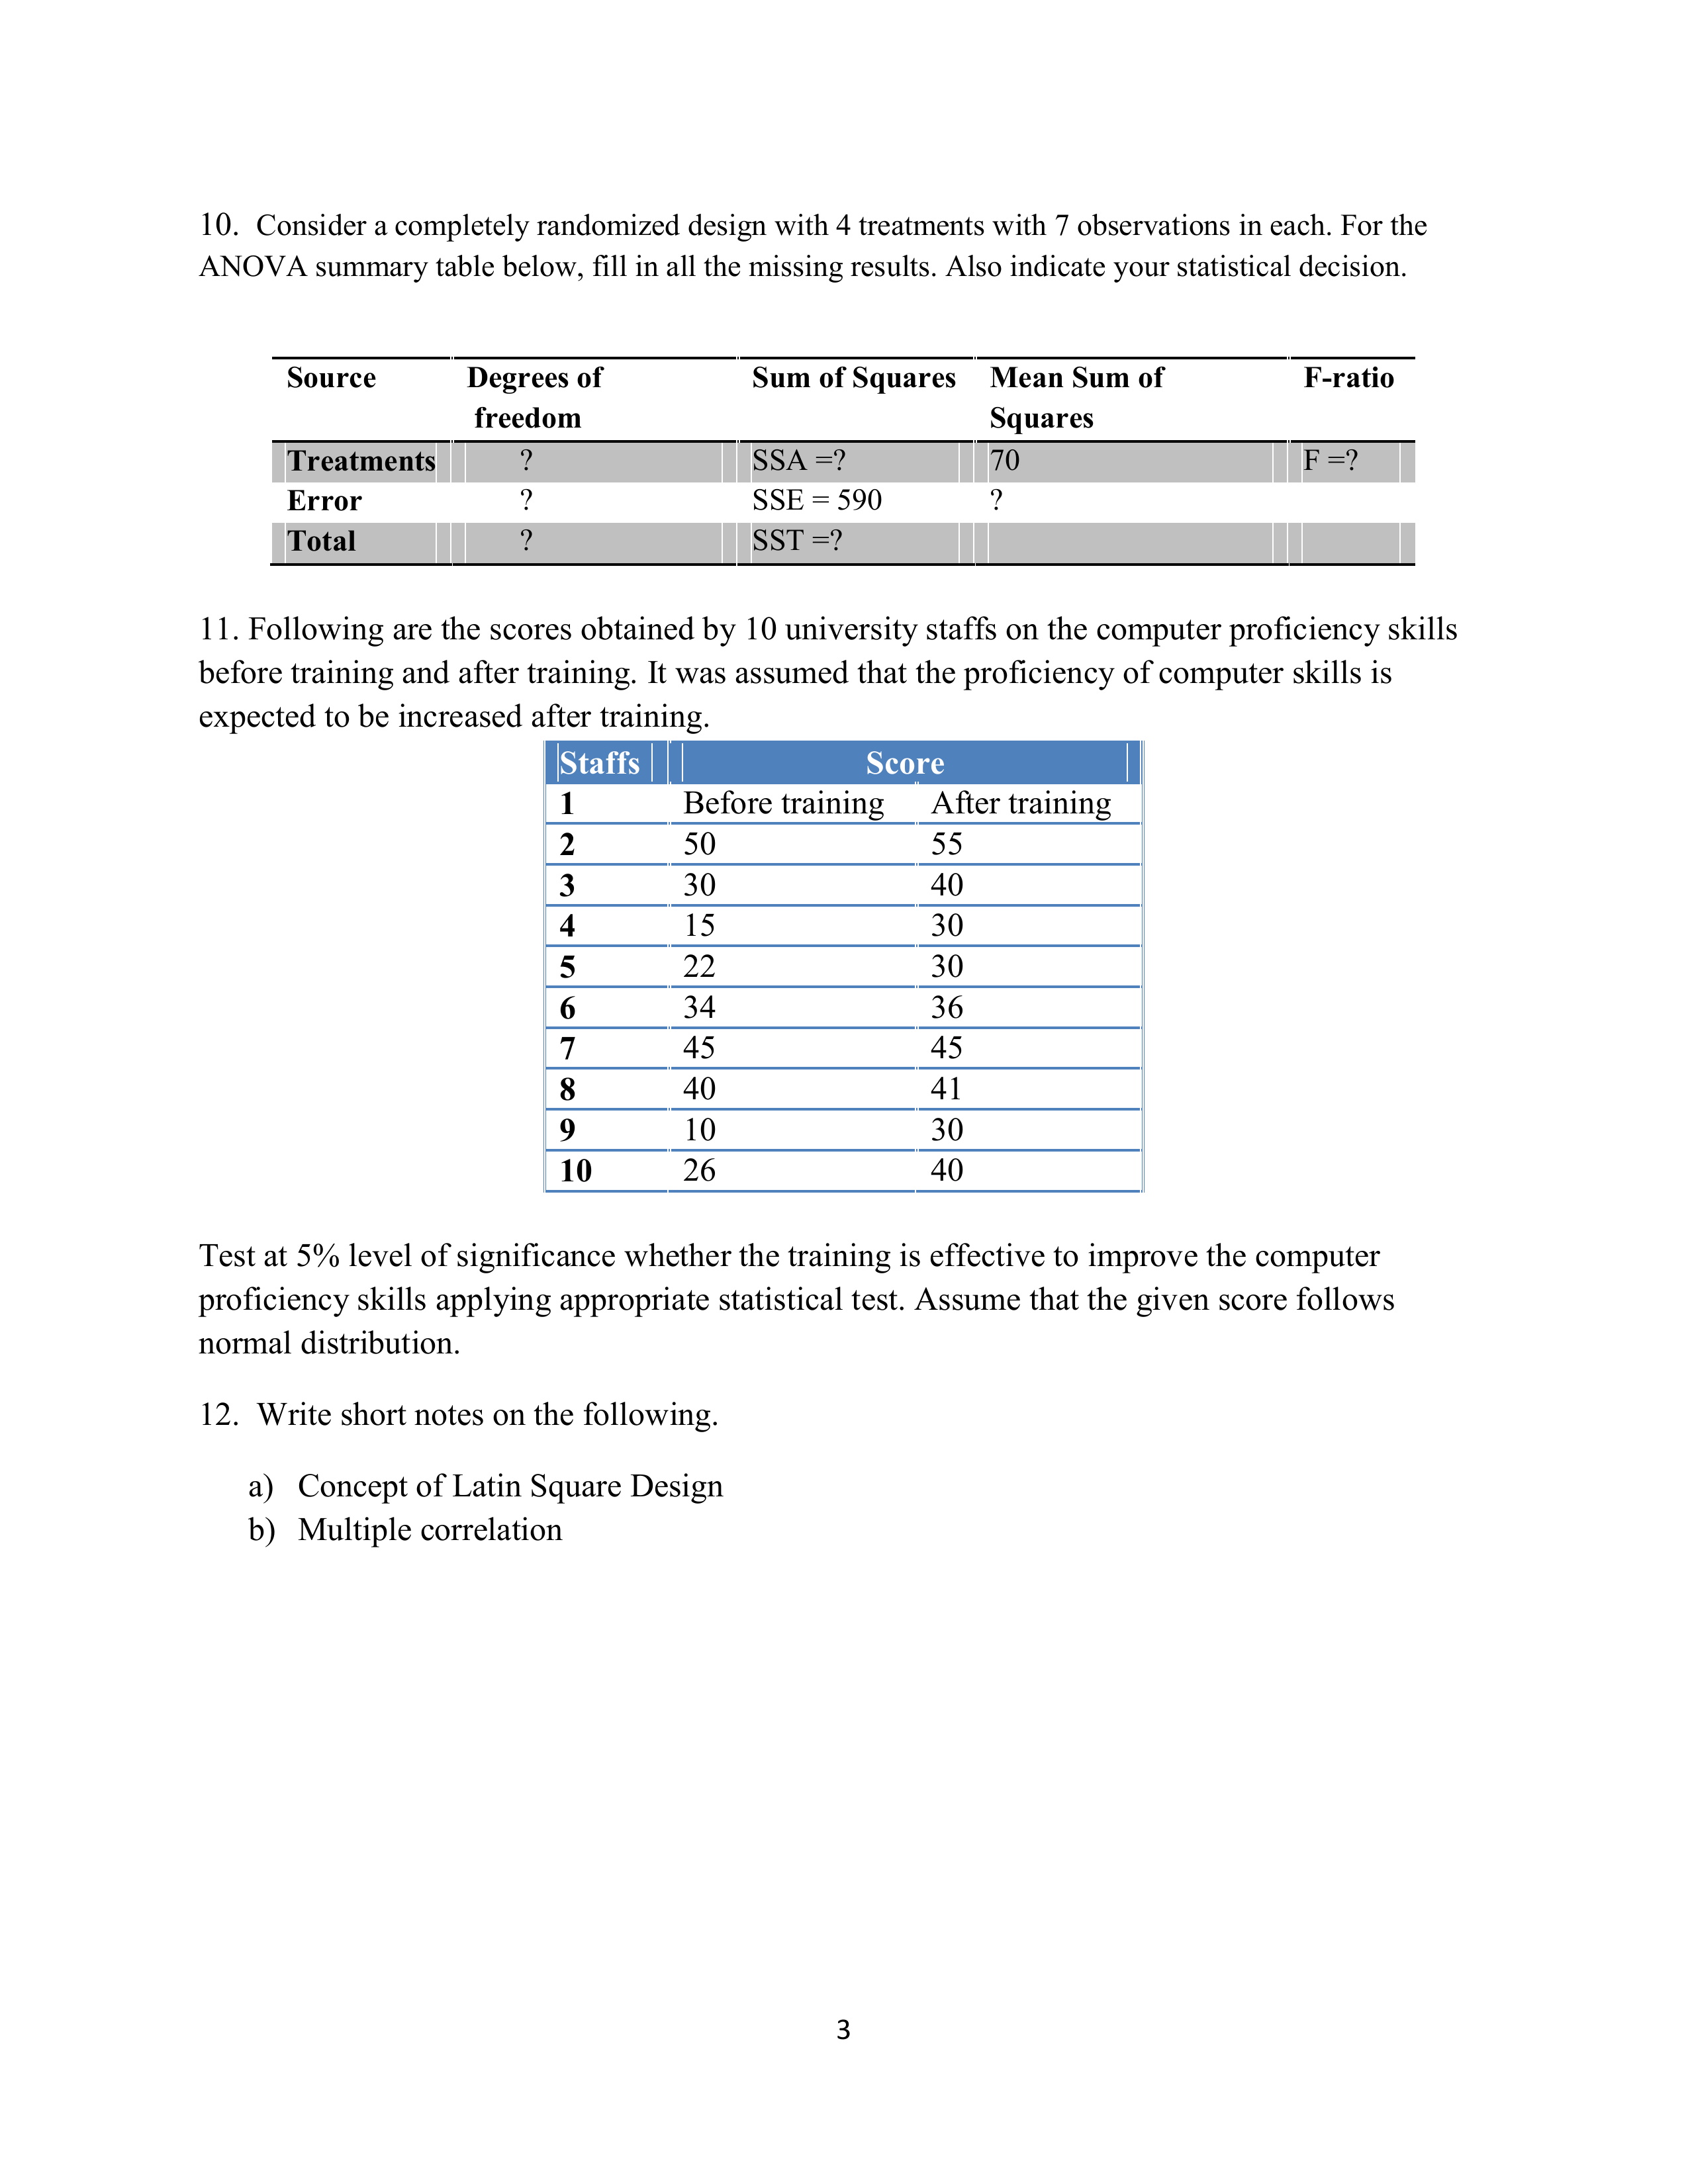 10. Consider a completely randomized design with 4 treatments with 7 observations in each. For the
ANOVA summary table below, fill in all the missing results. Also indicate your statistical decision.
Source Degrees of freedom Sum of Squares Mean Sum of Squares F-ratio
Treatments ? SSA =? 70 F =?
Error ? SSE = 590 ?
Total ? SST =?
11. Following are the scores obtained by 10 university staffs on the computer proficiency skills
before training and after training. It was assumed that the proficiency of computer skills is
expected to be increased after training.
Staffs Score
1 Before training After training
2 50 55
3 30 40
4 15 30
5 22 30
6 34 36
7 45 45
8 40 41
9 10 30
10 26 40
Test at 5% level of significance whether the training is effective to improve the computer
proficiency skills applying appropriate statistical test. Assume that the given score follows
normal distribution.
12. Write short notes on the following.
a) Concept of Latin Square Design
b) Multiple correlation
3